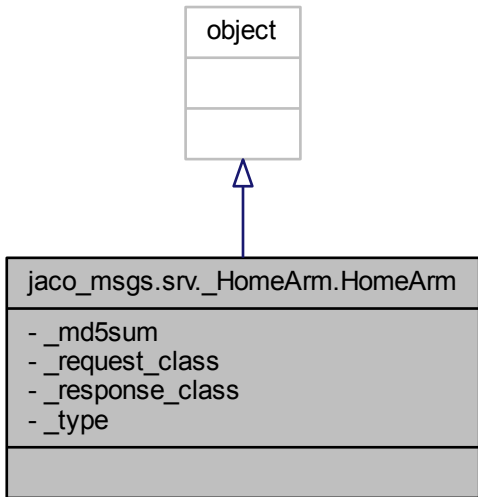 object
jaco_msgs.srv._HomeArm.HomeArm
- _md5sum
- _request_class
- _response_class
- _type